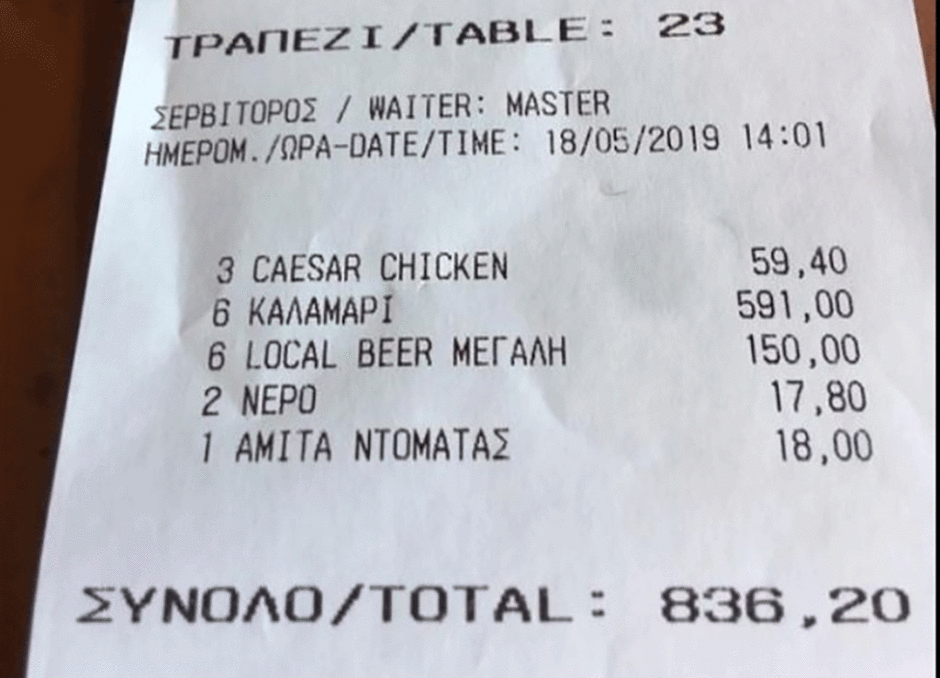 ΤΡΑΠΕΖΙ/TABLE: 23
ΣΕΡΒΙΤΟΡΟΣ / WAITER: MASTER
ΗΜΕΡΟΜ./ΩΡΑ-DATE/TIME: 18/05/2019 14:01
3 CAESAR CHICKEN 59,40
6 ΚΑΛΑΜΑΡΙ 591,00
6 LOCAL BEER ΜΕΓΑΛΗ 150,00
2 ΝΕΡΟ 17,80
1 ΑΜΙΤΑ ΝΤΟΜΑΤΑΣ 18,00
ΣΥΝΟΛΟ/TOTAL: 836,20